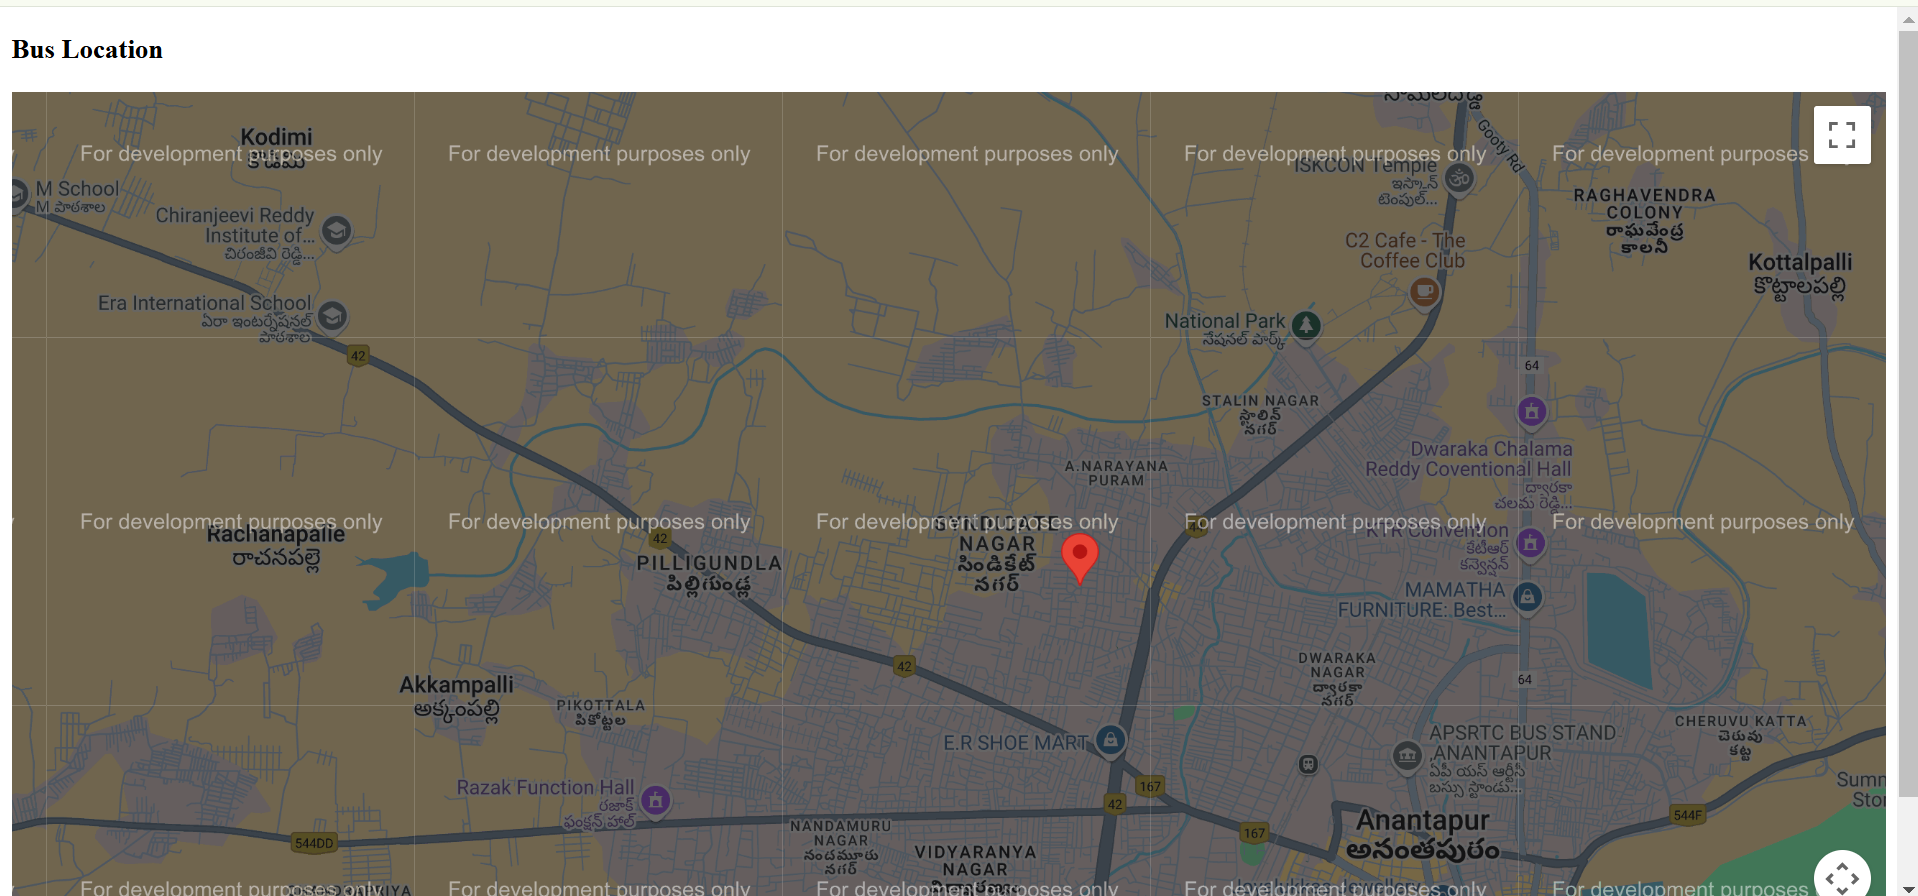 Bus Location
Kodimi
కొడిమి
For development purposes only
For development purposes only
For development purposes only
For development purposes only
For development purposes
Gooty Rd
ISKCON Temple
ఇస్కాన్
టెంపుల్...
M School
M పాఠశాల
Chiranjeevi Reddy
Institute of...
చిరంజీవి రెడ్డి...
RAGHAVENDRA
COLONY
రాఘవేంద్ర
కాలనీ
C2 Cafe - The
Coffee Club
Kottalpalli
కొట్టాలపల్లి
Era International School
ఏరా ఇంటర్నేషనల్
పాఠశాల
National Park
నేషనల్ పార్క్
42
64
STALIN NAGAR
స్టాలిన్
నగర్
Dwaraka Chalama
Reddy Coventional Hall
ద్వారకా
చలమ రెడ్డి...
A.NARAYANA
PURAM
For development purposes only
For development purposes only
For development purposes only
For development purposes only
For development purposes only
Rachanapalle
రాచనపల్లె
42
SYNDICATE
NAGAR
సిండికేట్
నగర్
KTR Convention
కేటీఆర్
కన్వెన్షన్
PILLIGUNDLA
పిల్లిగుండ్ల
MAMATHA
FURNITURE: Best...
42
DWARAKA
NAGAR
ద్వారకా
నగర్
64
Akkampalli
అక్కంపల్లి
PIKOTTALA
పికోట్టల
CHERUVU KATTA
చెరువు
కట్ట
E.R SHOE MART
APSRTC BUS STAND
,ANANTAPUR
ఏపీ యస్ ఆర్టీసీ
బస్సు స్టాండు...
Razak Function Hall
రజాక్
ఫంక్షన్ హాల్
167
42
544F
Anantapur
అనంతపురం
167
544DD
NANDAMURU
NAGAR
నందమూరు
నగర్
VIDYARANYA
NAGAR
For development purposes only
For development purposes only
For development purposes only
For development purposes only
For development purposes only